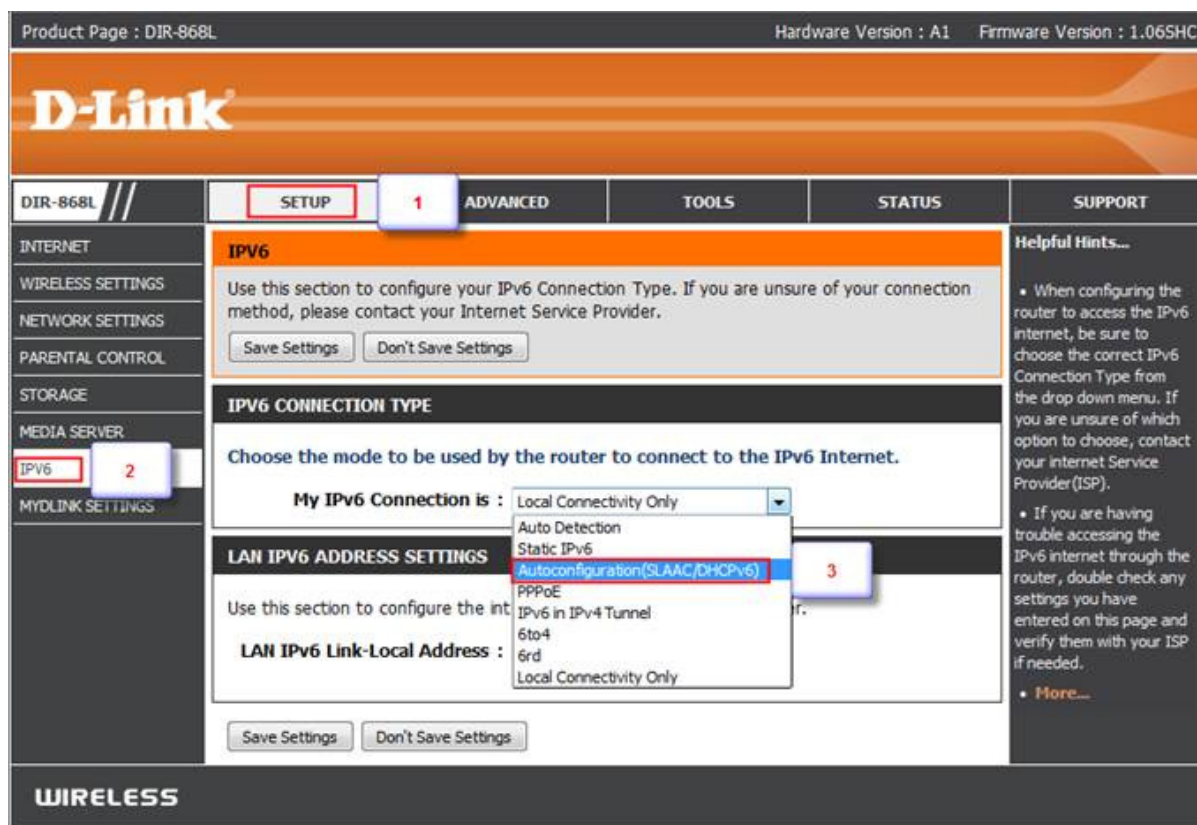 Product Page : DIR-868L
Hardware Version : A1
Firmware Version : 1.06SHC
D-Link
DIR-868L
SETUP
1
ADVANCED
TOOLS
STATUS
SUPPORT
INTERNET
WIRELESS SETTINGS
NETWORK SETTINGS
PARENTAL CONTROL
STORAGE
MEDIA SERVER
IPV6
2
MYDLINK SETTINGS
IPV6
Use this section to configure your IPv6 Connection Type. If you are unsure of your connection
method, please contact your Internet Service Provider.
Save Settings
Don't Save Settings
IPV6 CONNECTION TYPE
Choose the mode to be used by the router to connect to the IPv6 Internet.
My IPv6 Connection is :
Local Connectivity Only
Auto Detection
Static IPv6
Autoconfiguration(SLAAC/DHCPv6)
3
PPPoE
IPv6 in IPv4 Tunnel
6to4
6rd
Local Connectivity Only
LAN IPV6 ADDRESS SETTINGS
Use this section to configure the int
r.
LAN IPv6 Link-Local Address :
Save Settings
Don't Save Settings
Helpful Hints...
• When configuring the
router to access the IPv6
internet, be sure to
choose the correct IPv6
Connection Type from
the drop down menu. If
you are unsure of which
option to choose, contact
your internet Service
Provider(ISP).
• If you are having
trouble accessing the
IPv6 internet through the
router, double check any
settings you have
entered on this page and
verify them with your ISP
if needed.
• More...
WIRELESS